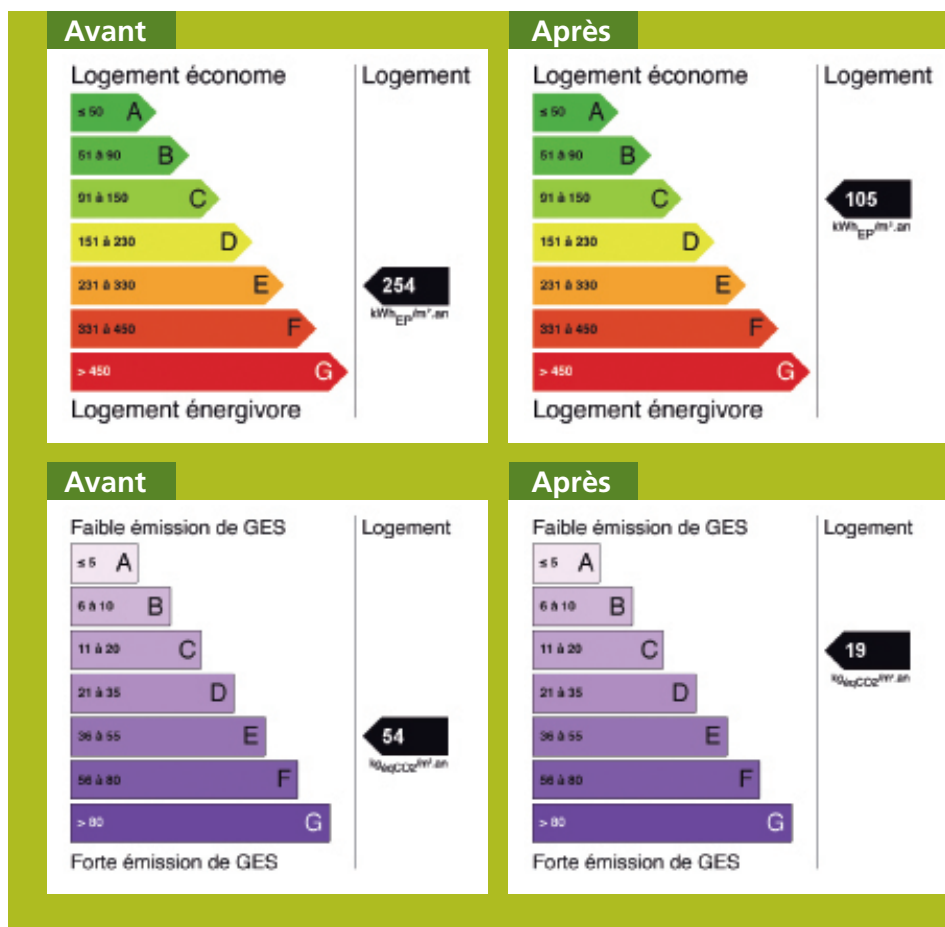 Avant
Logement économe
Logement
≤ 50 A
51 à 90 B
91 à 150 C
151 à 230 D
231 à 330 E
254
kWhEP/m².an
331 à 450 F
> 450 G
Logement énergivore
Après
Logement économe
Logement
≤ 50 A
51 à 90 B
91 à 150 C
105
kWhEP/m².an
151 à 230 D
231 à 330 E
331 à 450 F
> 450 G
Logement énergivore
Avant
Faible émission de GES
Logement
≤ 5 A
6 à 10 B
11 à 20 C
21 à 35 D
36 à 55 E
54
kgéqCO2/m².an
56 à 80 F
> 80 G
Forte émission de GES
Après
Faible émission de GES
Logement
≤ 5 A
6 à 10 B
11 à 20 C
19
kgéqCO2/m².an
21 à 35 D
36 à 55 E
56 à 80 F
> 80 G
Forte émission de GES